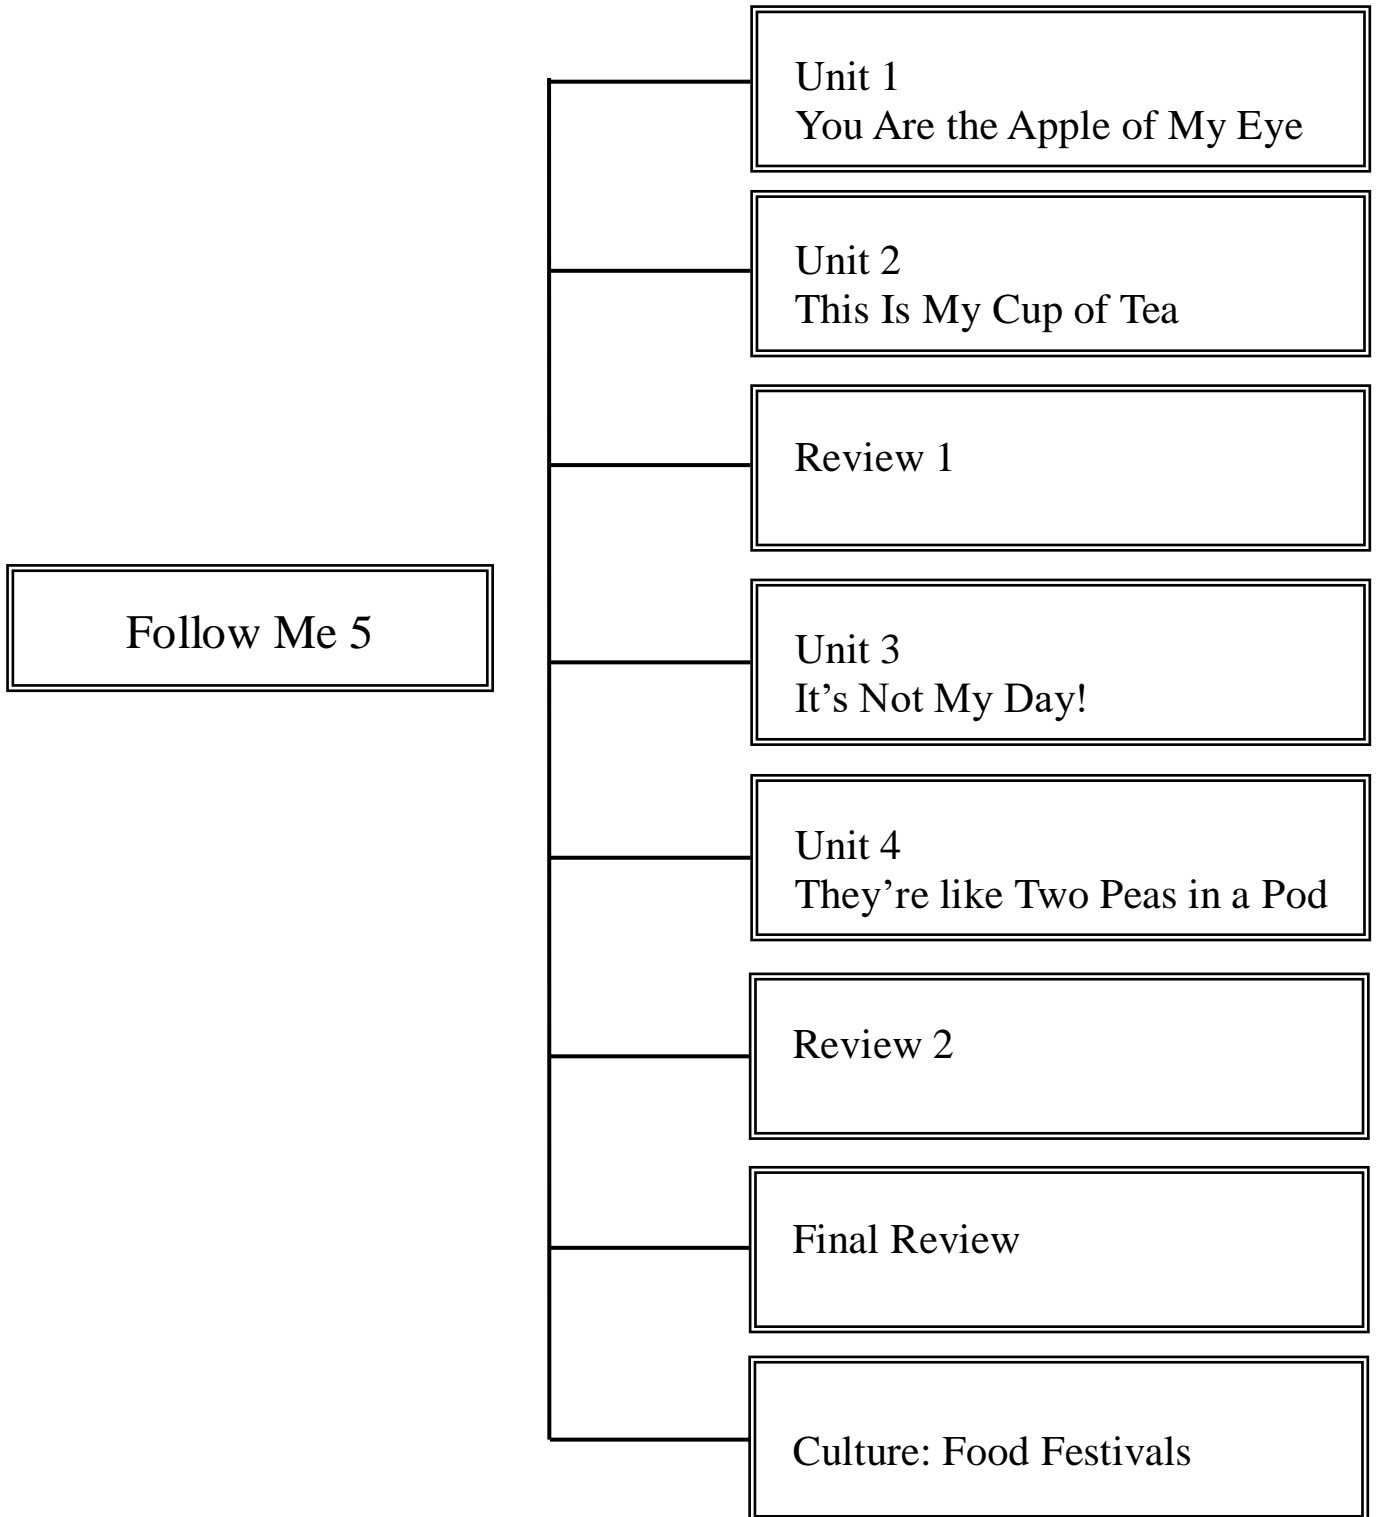 Follow Me 5
Unit 1
You Are the Apple of My Eye
Unit 2
This Is My Cup of Tea
Review 1
Unit 3
It’s Not My Day!
Unit 4
They’re like Two Peas in a Pod
Review 2
Final Review
Culture: Food Festivals